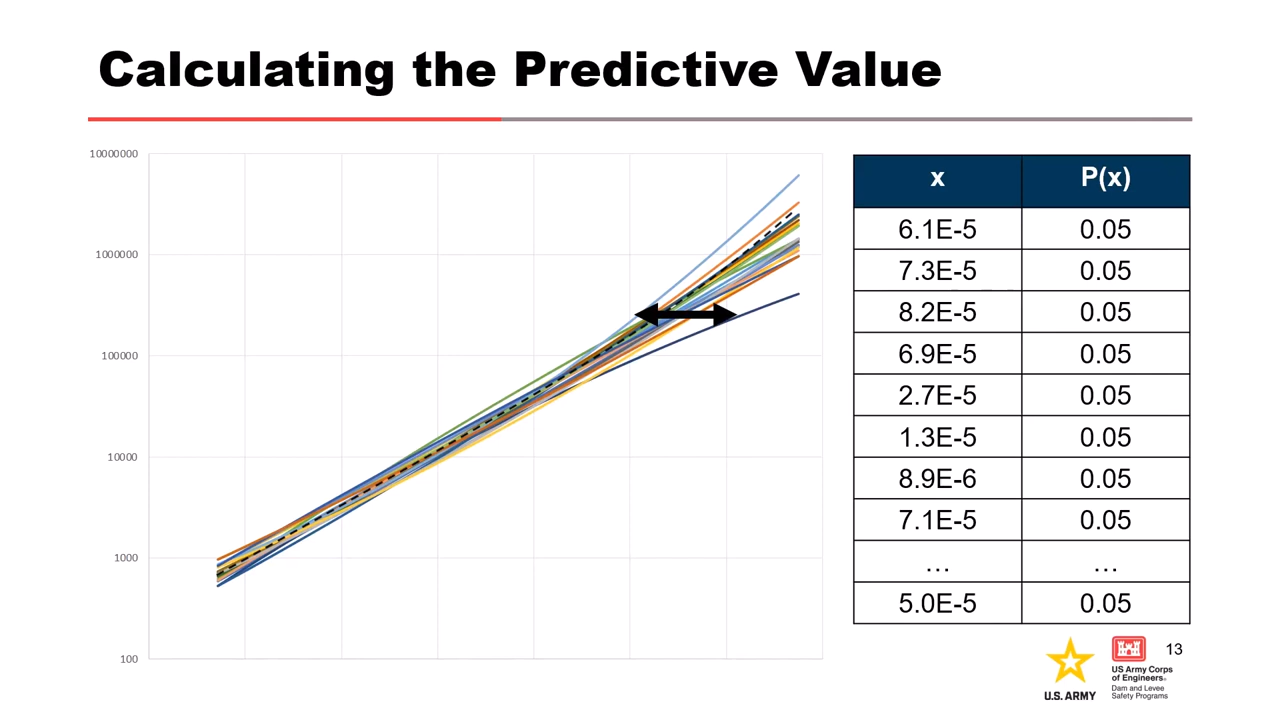 Calculating the Predictive Value
10000000
1000000
100000
10000
1000
100
x P(x)
6.1E-5 0.05
7.3E-5 0.05
8.2E-5 0.05
6.9E-5 0.05
2.7E-5 0.05
1.3E-5 0.05
8.9E-6 0.05
7.1E-5 0.05
... ...
5.0E-5 0.05
13
U.S. ARMY
US Army Corps
of Engineers®
Dam and Levee
Safety Programs